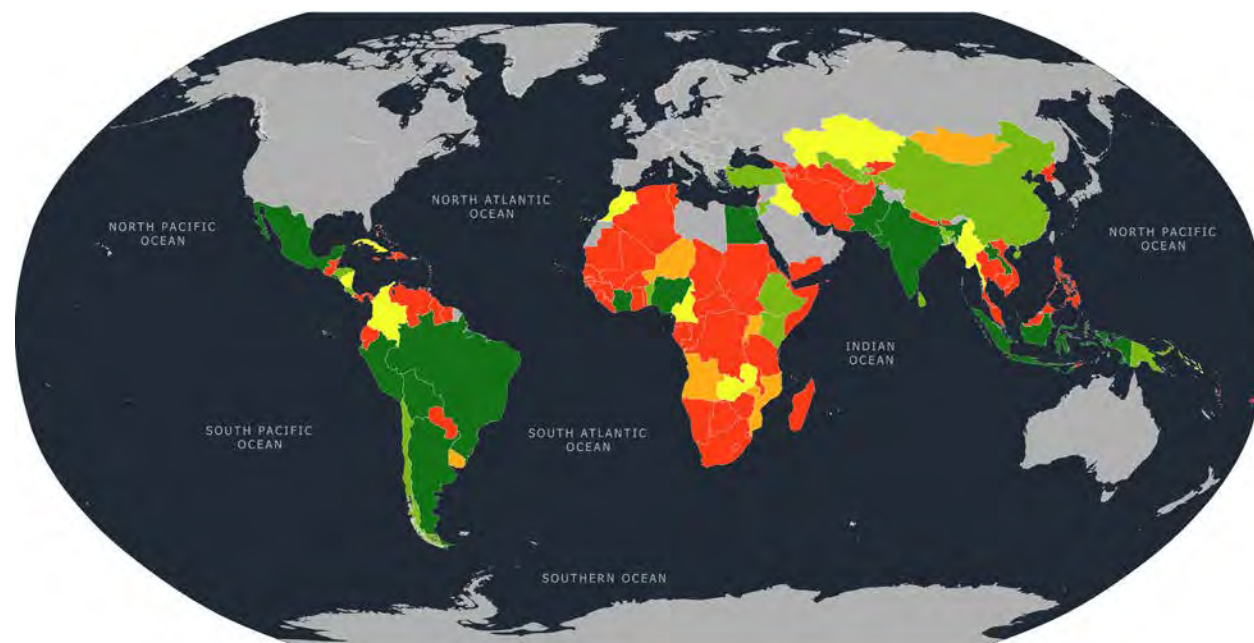 NORTH ATLANTIC
OCEAN
NORTH PACIFIC
OCEAN
NORTH PACIFIC
OCEAN
INDIAN
OCEAN
SOUTH PACIFIC
OCEAN
SOUTH ATLANTIC
OCEAN
SOUTHERN OCEAN